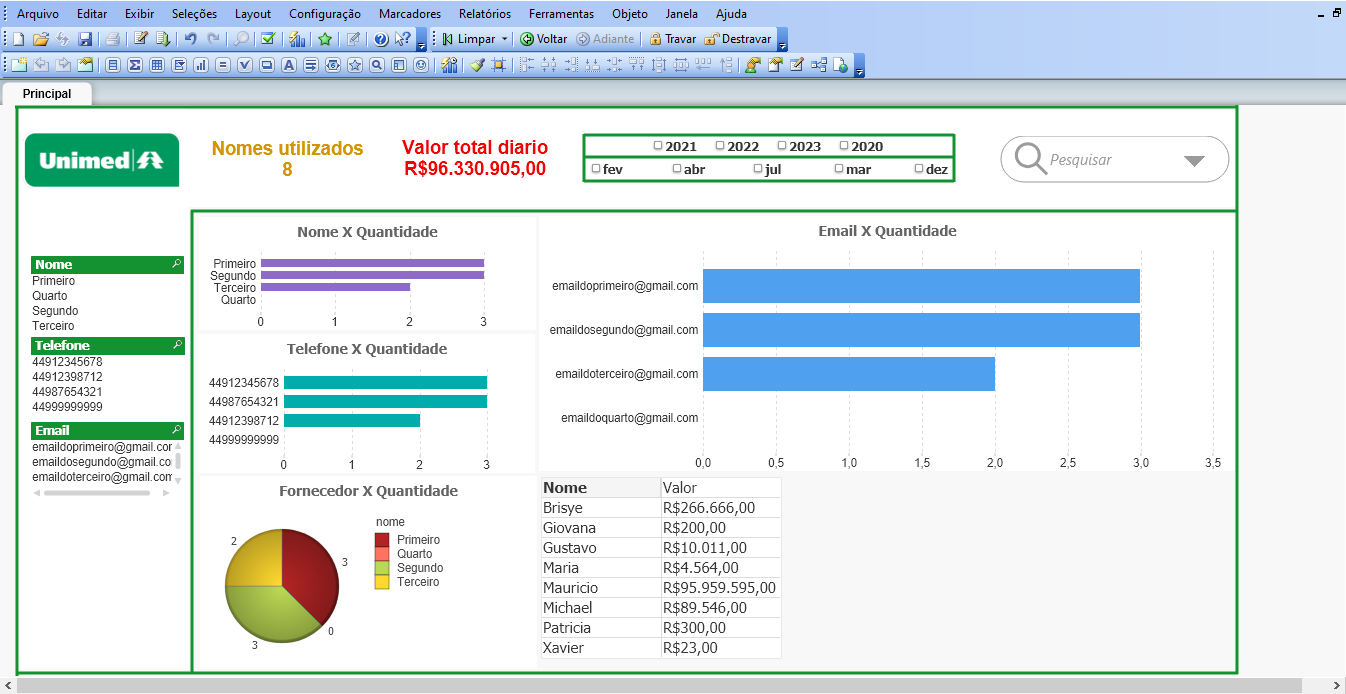 Arquivo Editar Exibir Seleções Layout Configuração Marcadores Relatórios Ferramentas Objeto Janela Ajuda
Limpar Voltar Adiante Travar Destravar
Principal
Unimed
Nomes utilizados
8
Valor total diario
R$96.330.905,00
2021 2022 2023 2020
fev abr jul mar dez
Pesquisar
Nome
Primeiro
Quarto
Segundo
Terceiro
Telefone
44912345678
44912398712
44987654321
44999999999
Email
emaildoprimeiro@gmail.cor
emaildosegundo@gmail.co
emaildoterceiro@gmail.com
Nome X Quantidade
Primeiro
Segundo
Terceiro
Quarto
0 1 2 3
Telefone X Quantidade
44912345678
44987654321
44912398712
44999999999
0 1 2 3
Fornecedor X Quantidade
nome
Primeiro
Quarto
Segundo
Terceiro
2
3
0
3
Email X Quantidade
emaildoprimeiro@gmail.com
emaildosegundo@gmail.com
emaildoterceiro@gmail.com
emaildoquarto@gmail.com
0,0 0,5 1,0 1,5 2,0 2,5 3,0 3,5
Nome Valor
Brisye R$266.666,00
Giovana R$200,00
Gustavo R$10.011,00
Maria R$4.564,00
Mauricio R$95.959.595,00
Michael R$89.546,00
Patricia R$300,00
Xavier R$23,00